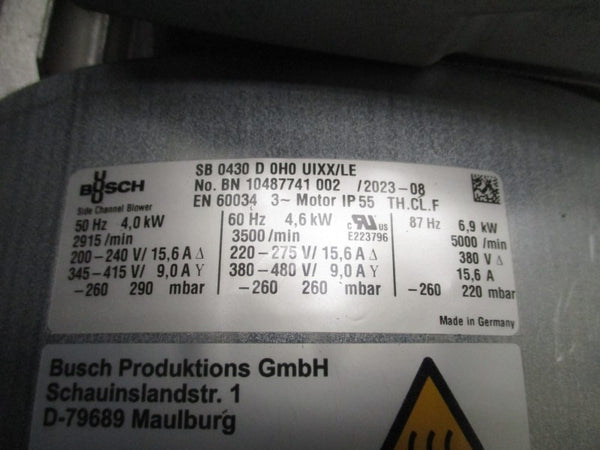 SB 0430 D 0H0 UIXX/LE
No. BN 10487741 002 /2023-08
EN 60034 3~ Motor IP 55 TH.CL.F
BUSCH
Side Channel Blower
50 Hz 4,0 kW
2915/min
200-240 V/ 15,6 A Δ
345-415 V/ 9,0 A Y
-260 290 mbar
60 Hz 4,6 kW
3500/min
220-275 V/ 15,6 A Δ
380-480 V/ 9,0 A Y
-260 260 mbar
c RU us
E223796
87 Hz 6,9 kW
5000/min
380 V Δ
15,6 A
-260 220 mbar
Made in Germany
Busch Produktions GmbH
Schauinslandstr. 1
D-79689 Maulburg